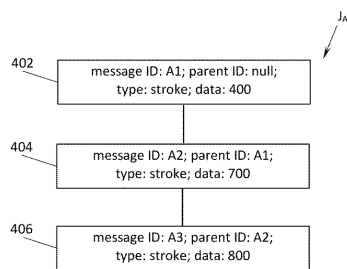 J_A
402
message ID: A1; parent ID: null;
type: stroke; data: 400
404
message ID: A2; parent ID: A1;
type: stroke; data: 700
406
message ID: A3; parent ID: A2;
type: stroke; data: 800